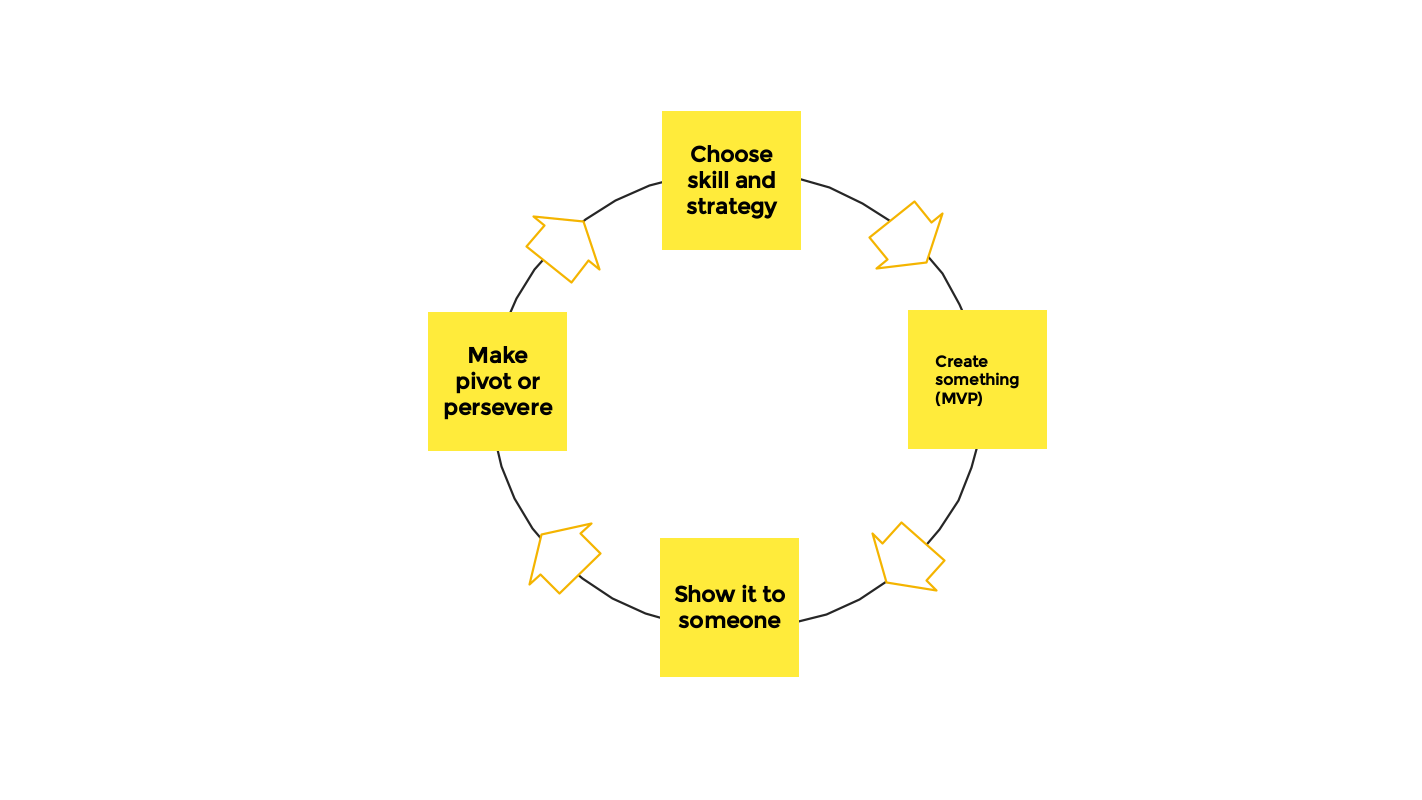 Choose
skill and
strategy
Create
something
(MVP)
Show it to
someone
Make
pivot or
persevere